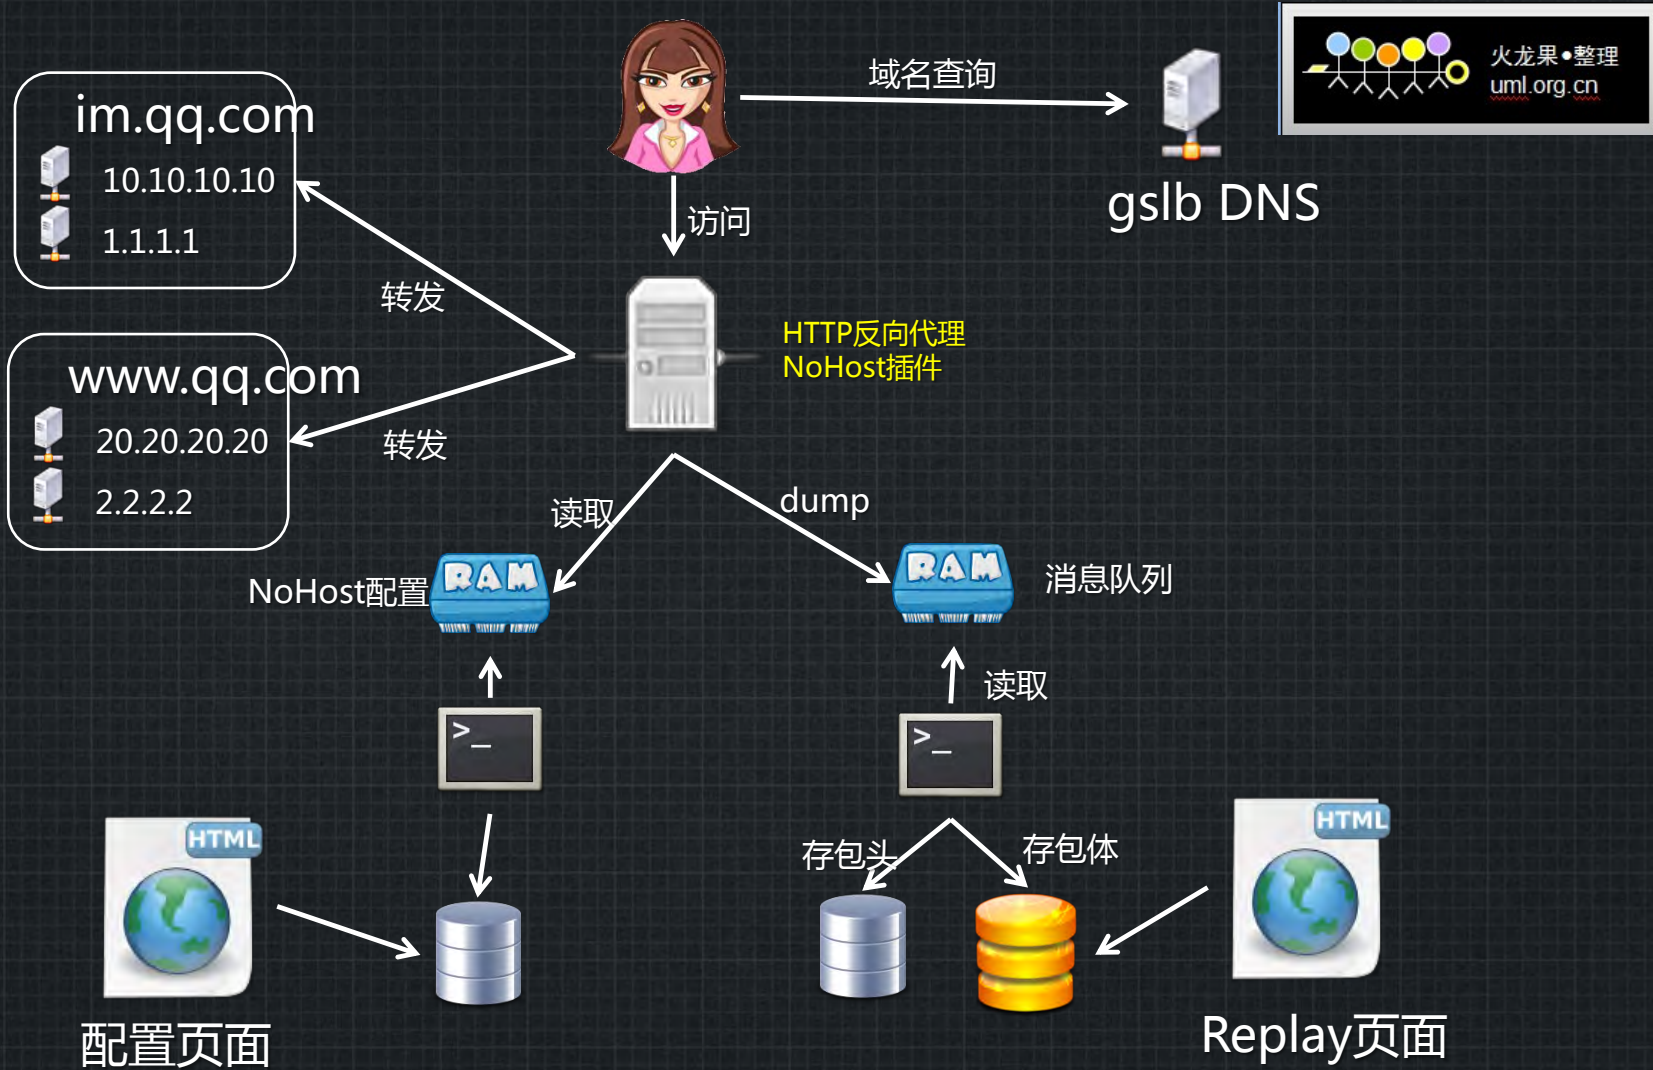 域名查询
火龙果•整理
uml.org.cn
im.qq.com
10.10.10.10
1.1.1.1
gslb DNS
访问
转发
HTTP反向代理
NoHost插件
www.qq.com
20.20.20.20
2.2.2.2
转发
读取
dump
NoHost配置
RAM
RAM
消息队列
读取
>_
>_
HTML
存包头
存包体
HTML
配置页面
Replay页面